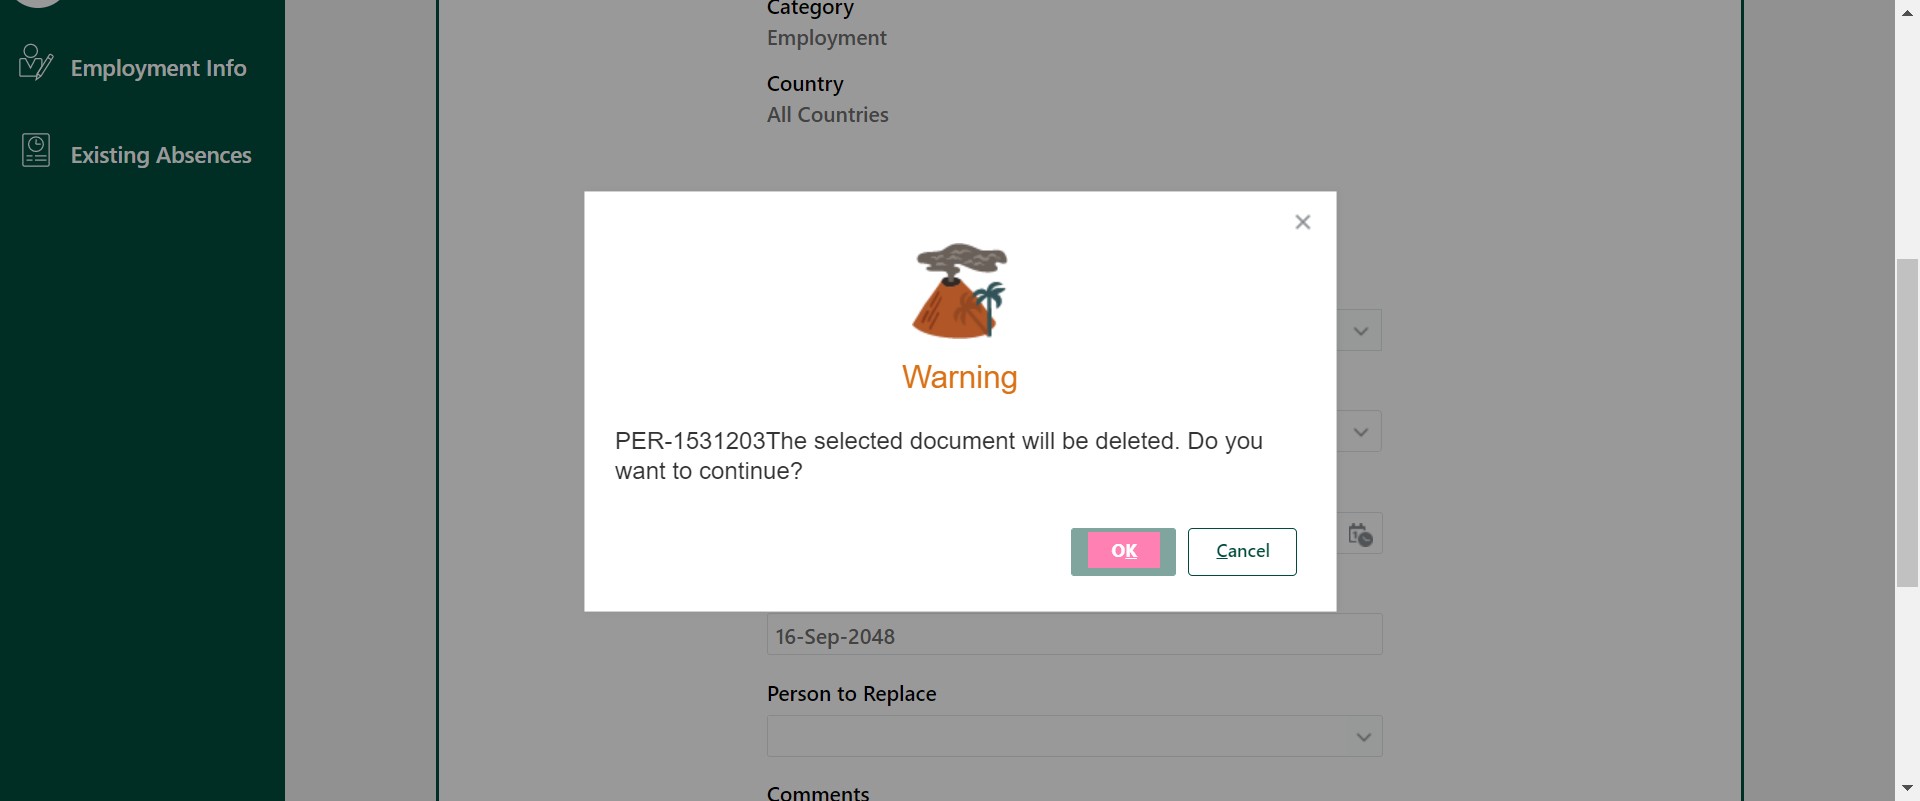 Category
Employment
Employment Info
Country
All Countries
Existing Absences
Warning
PER-1531203The selected document will be deleted. Do you
want to continue?
OK
Cancel
16-Sep-2048
Person to Replace
Comments